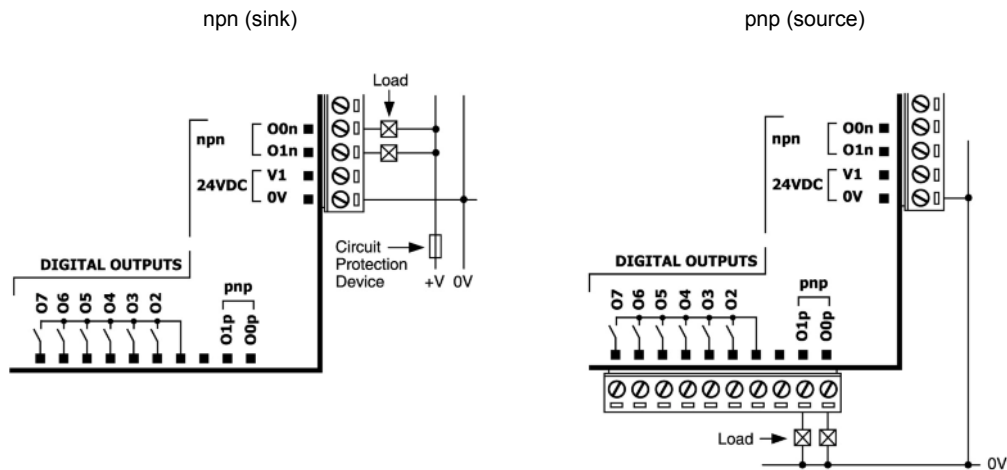 npn (sink)
Load
npn
O0n
O1n
24VDC
V1
0V
Circuit
Protection
Device
+V 0V
DIGITAL OUTPUTS
pnp
O7 O6 O5 O4 O3 O2 O1p O0p
pnp (source)
npn
O0n
O1n
24VDC
V1
0V
DIGITAL OUTPUTS
pnp
O7 O6 O5 O4 O3 O2 O1p O0p
Load
0V